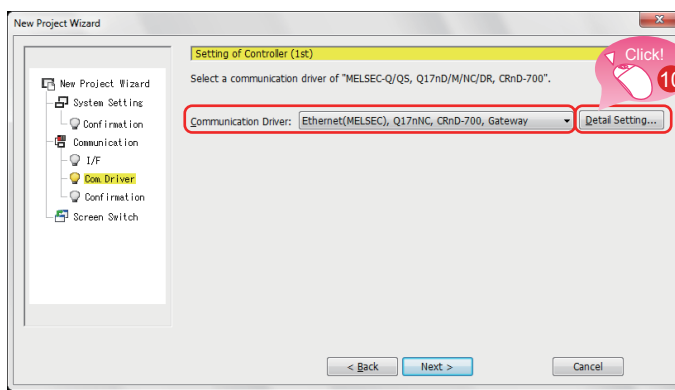 New Project Wizard
Setting of Controller (1st)
Click!
10
Select a communication driver of "MELSEC-Q/QS, Q17nD/M/NC/DR, CRnD-700".
New Project Wizard
System Setting
Confirmation
Communication
I/F
Com.Driver
Confirmation
Screen Switch
Communication Driver: Ethernet(MELSEC), Q17nNC, CRnD-700, Gateway
Detail Setting...
< Back
Next >
Cancel